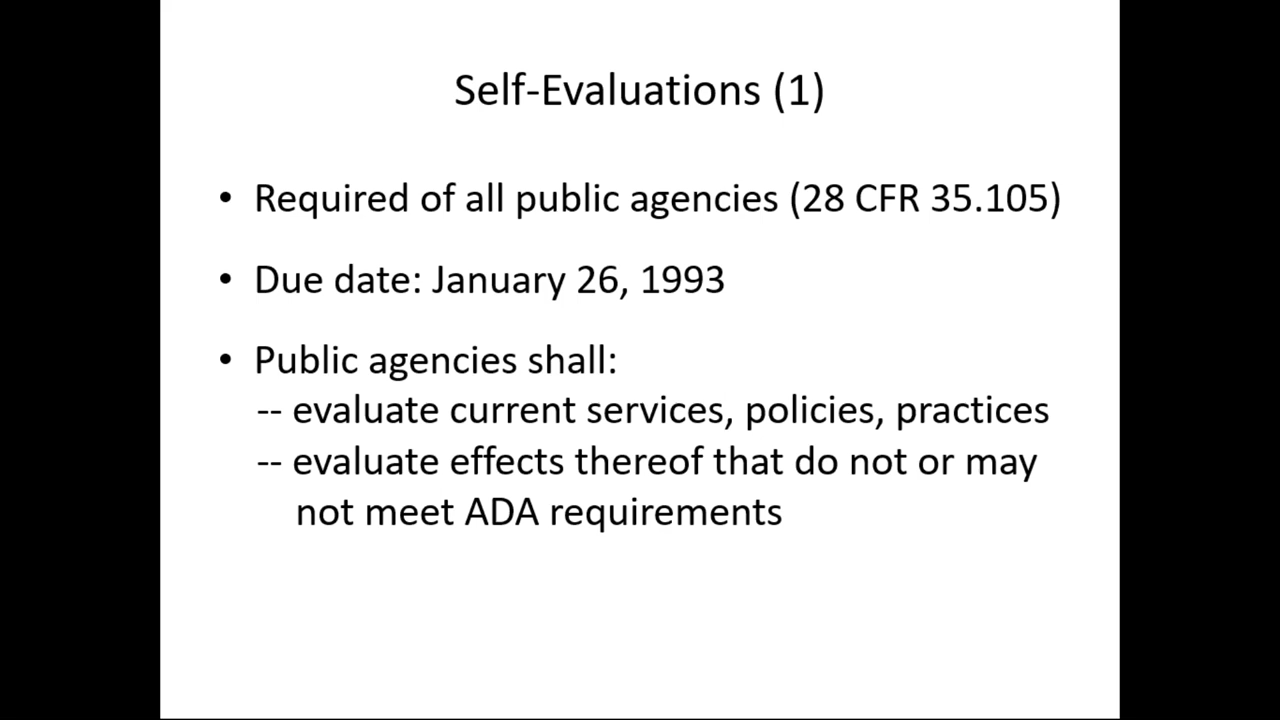 Self-Evaluations (1)
• Required of all public agencies (28 CFR 35.105)
• Due date: January 26, 1993
• Public agencies shall:
-- evaluate current services, policies, practices
-- evaluate effects thereof that do not or may
not meet ADA requirements